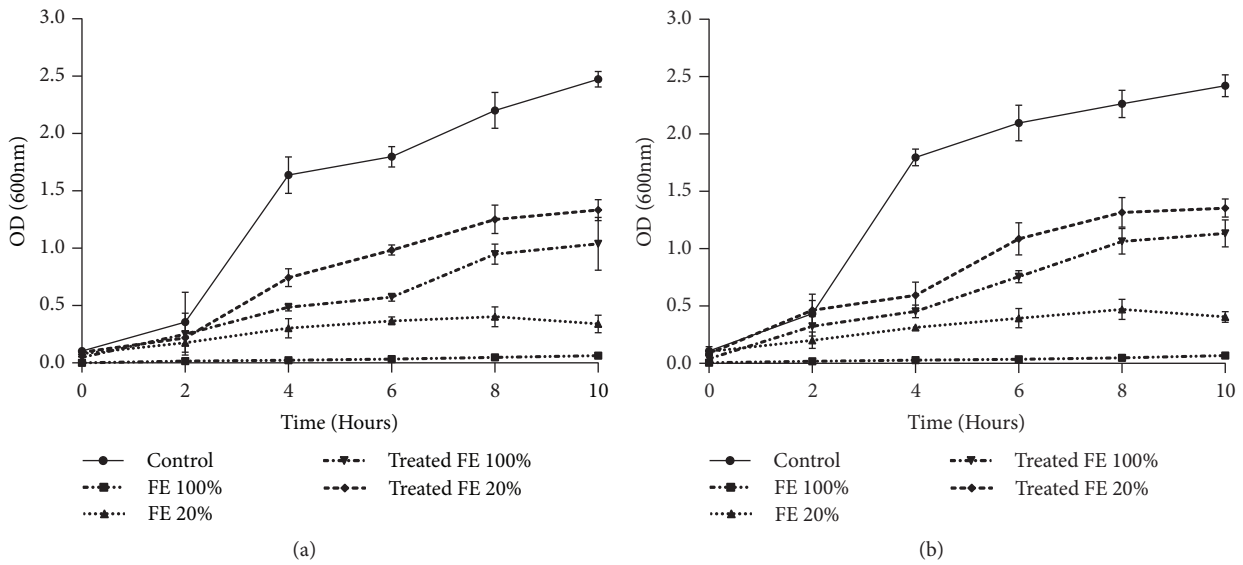 3.0
2.5
2.0
1.5
1.0
0.5
0.0
OD (600nm)
0 2 4 6 8 10
Time (Hours)
Control
FE 100%
FE 20%
Treated FE 100%
Treated FE 20%
(a)
3.0
2.5
2.0
1.5
1.0
0.5
0.0
OD (600nm)
0 2 4 6 8 10
Time (Hours)
Control
FE 100%
FE 20%
Treated FE 100%
Treated FE 20%
(b)